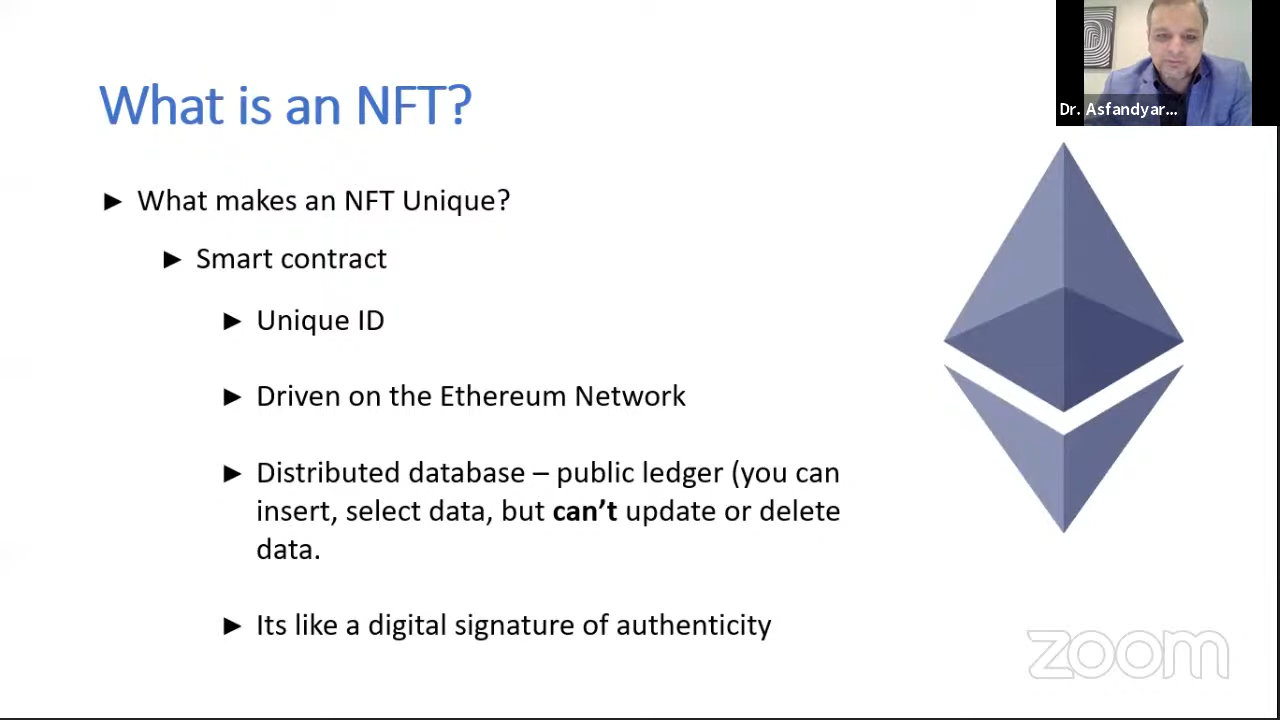 Dr. Asfandyar...
What is an NFT?
► What makes an NFT Unique?
► Smart contract
► Unique ID
► Driven on the Ethereum Network
► Distributed database – public ledger (you can
insert, select data, but can’t update or delete
data.
► Its like a digital signature of authenticity
zoom